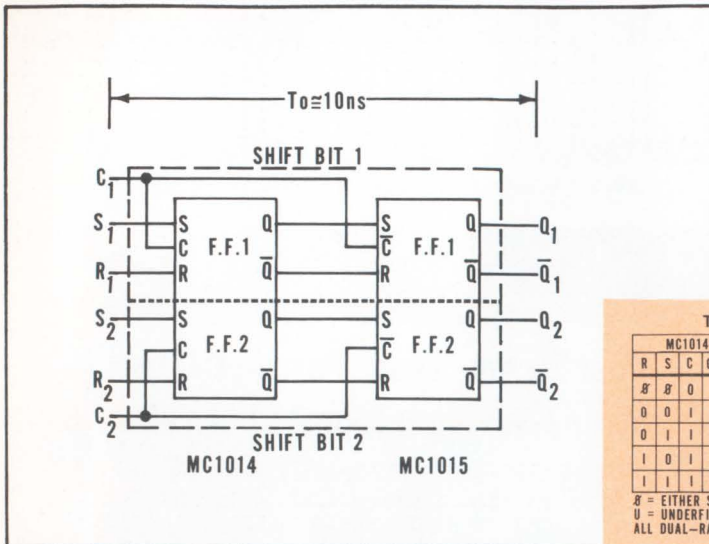 To≅10ns
SHIFT BIT 1
C1
S1 S Q S Q Q1
C F.F.1 C̅ F.F.1
R1 R Q̅ R Q̅ Q̅1
S2 S Q S Q Q2
C F.F.2 C̅ F.F.2
R2 R Q̅ R Q̅ Q̅2
C2
SHIFT BIT 2
MC1014 MC1015
MC1014
R S C
0
0 0 1
0 1 1
1 0 1
1 1 1
= EITHER
U =
ALL